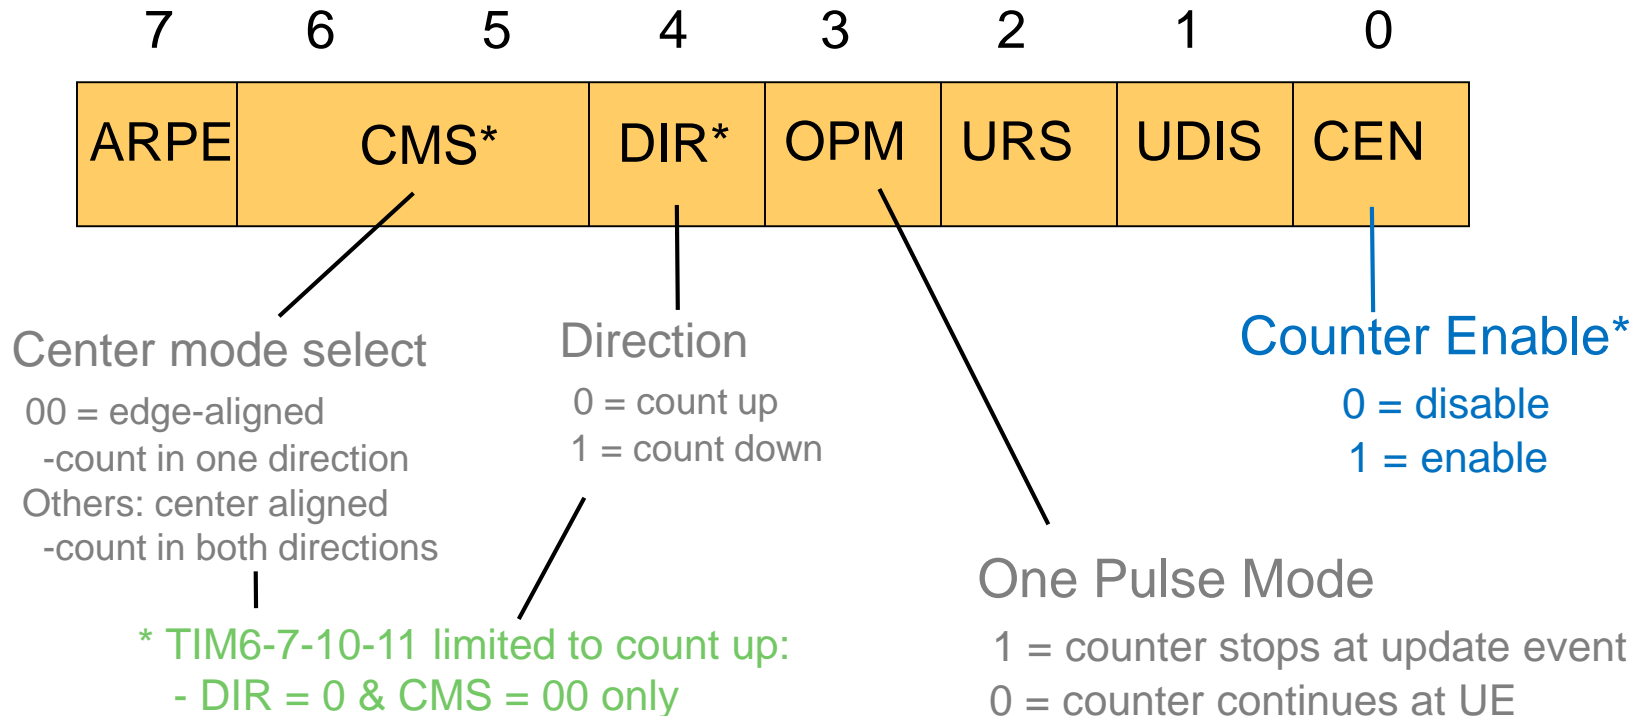 7 6 5 4 3 2 1 0
ARPE CMS* DIR* OPM URS UDIS CEN
Center mode select
00 = edge-aligned
-count in one direction
Others: center aligned
-count in both directions
Direction
0 = count up
1 = count down
Counter Enable*
0 = disable
1 = enable
* TIM6-7-10-11 limited to count up:
- DIR = 0 & CMS = 00 only
One Pulse Mode
1 = counter stops at update event
0 = counter continues at UE